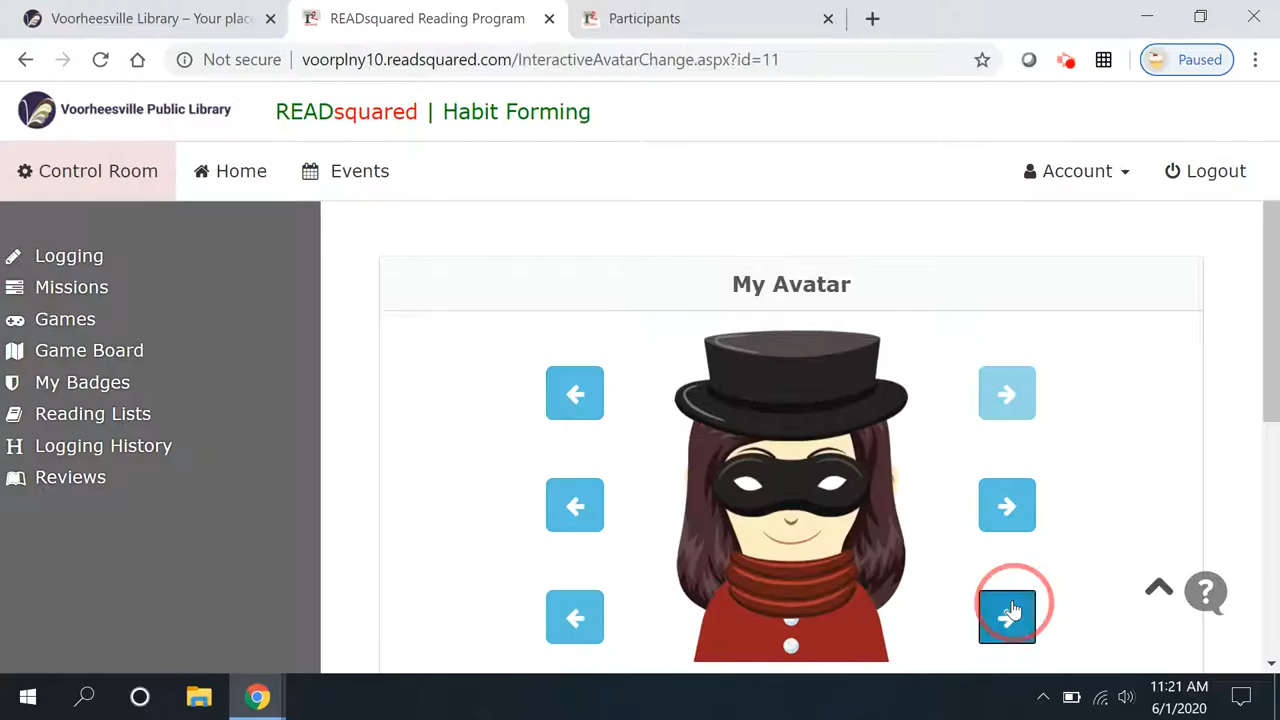 Voorheesville Library – Your place
READsquared Reading Program
Participants
Not secure
voorplny10.readsquared.com/InteractiveAvatarChange.aspx?id=11
Paused
Voorheesville Public Library
READsquared | Habit Forming
Control Room
Home
Events
Account
Logout
Logging
Missions
Games
Game Board
My Badges
Reading Lists
Logging History
Reviews
My Avatar
?
11:21 AM
6/1/2020